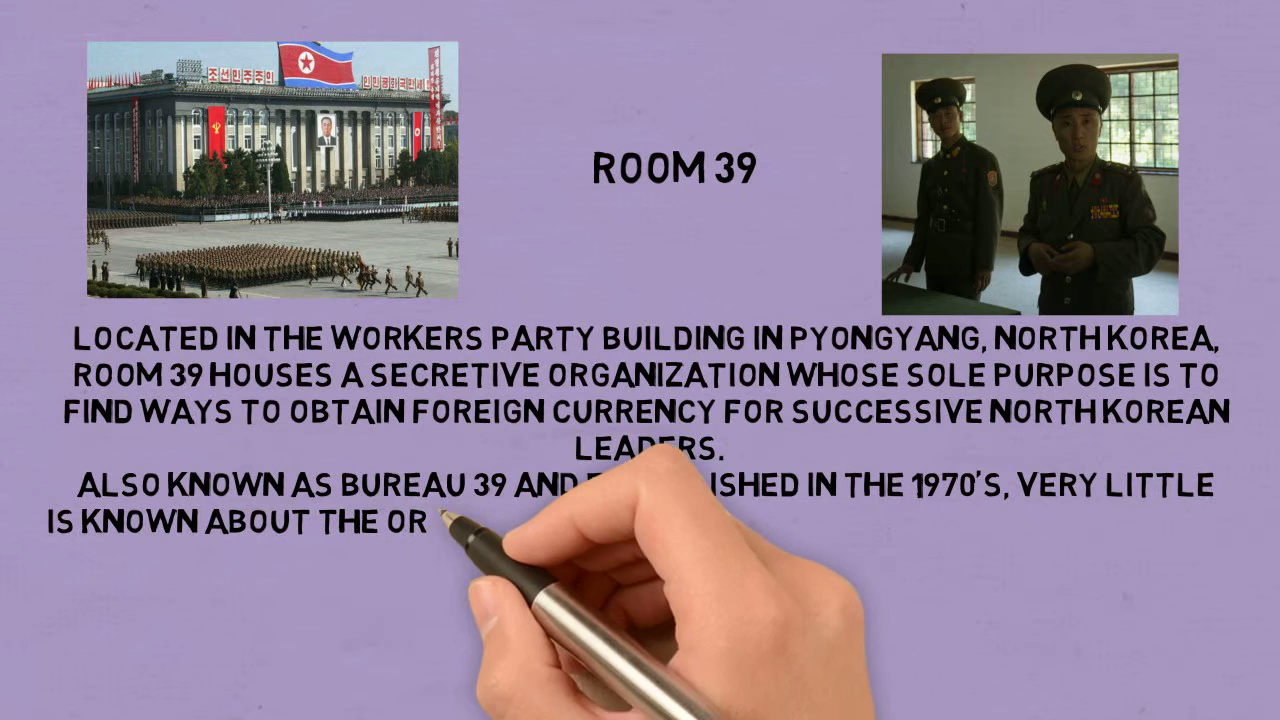 조선민주주의
ROOM 39
LOCATED IN THE WORKERS PARTY BUILDING IN PYONGYANG, NORTH KOREA,
ROOM 39 HOUSES A SECRETIVE ORGANIZATION WHOSE SOLE PURPOSE IS TO
FIND WAYS TO OBTAIN FOREIGN CURRENCY FOR SUCCESSIVE NORTH KOREAN
LEADERS.
ALSO KNOWN AS BUREAU 39 AND ISHED IN THE 1970'S, VERY LITTLE
IS KNOWN ABOUT THE OR